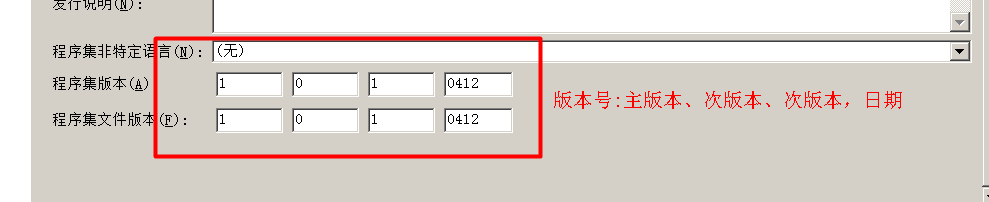 发行说明(N):
程序集非特定语言(N): (无)
程序集版本(A) 1 0 1 0412
版本号:主版本、次版本、次版本，日期
程序集文件版本(F): 1 0 1 0412